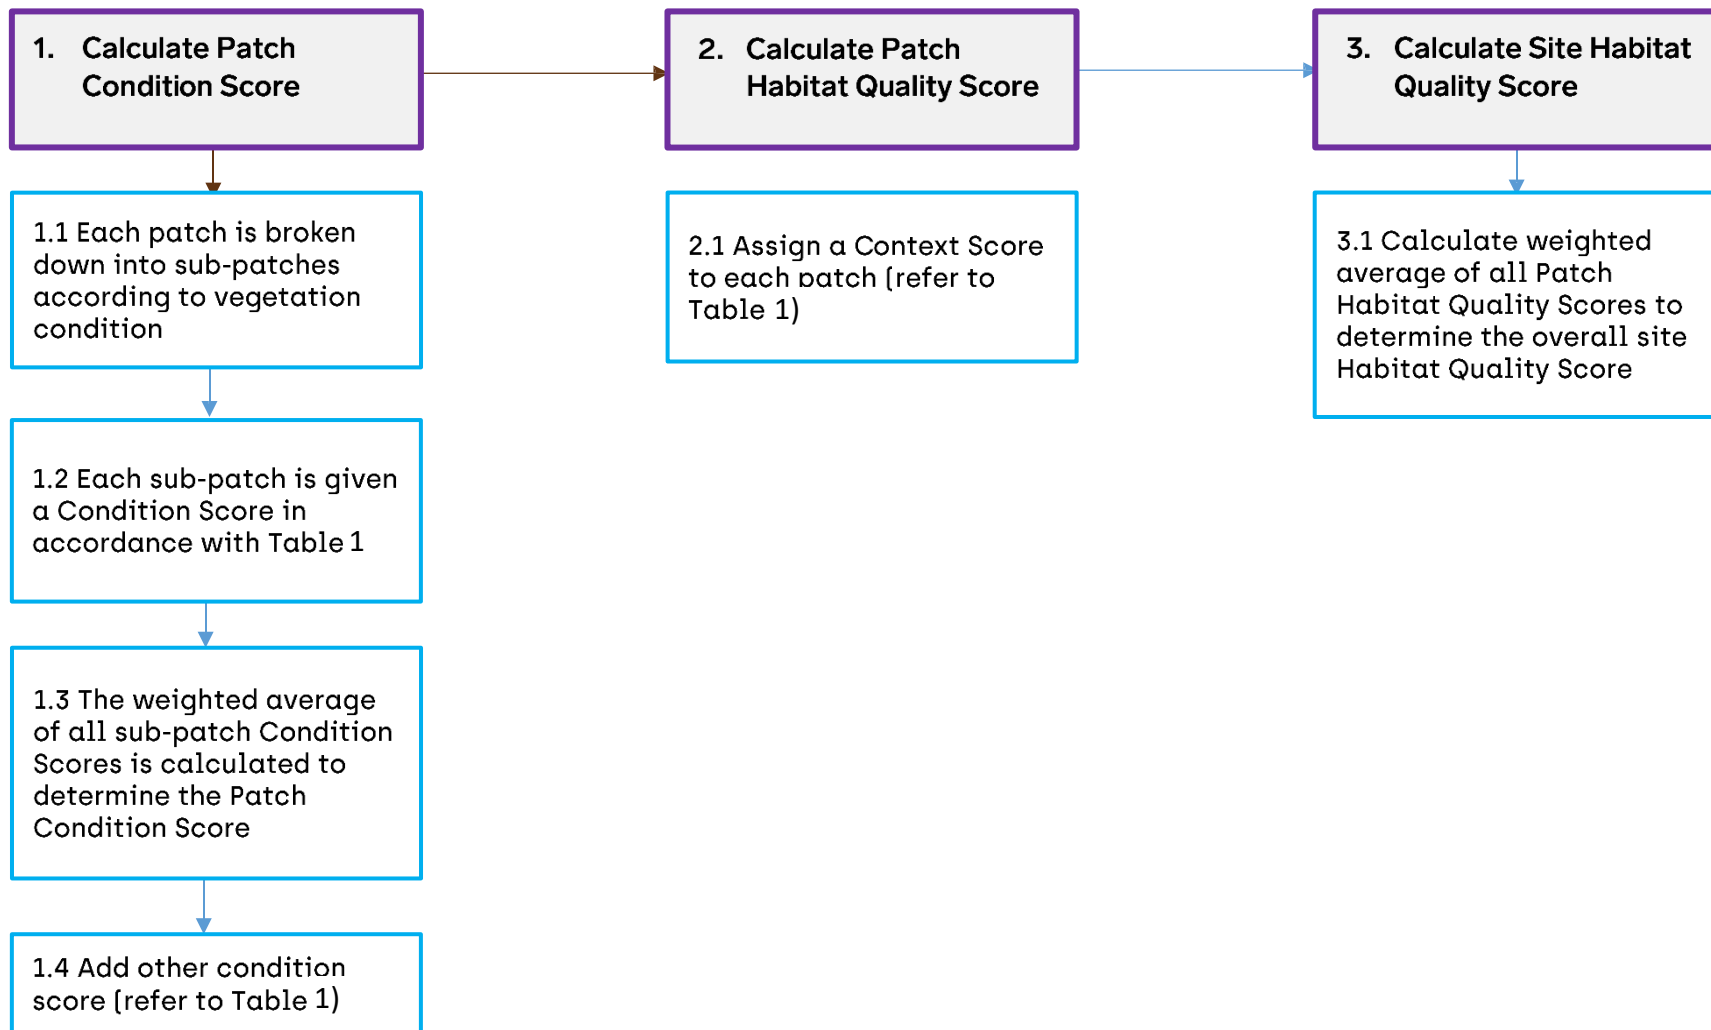 1. Calculate Patch
Condition Score
2. Calculate Patch
Habitat Quality Score
3. Calculate Site Habitat
Quality Score
1.1 Each patch is broken
down into sub-patches
according to vegetation
condition
1.2 Each sub-patch is given
a Condition Score in
accordance with Table 1
1.3 The weighted average
of all sub-patch Condition
Scores is calculated to
determine the Patch
Condition Score
1.4 Add other condition
score (refer to Table 1)
2.1 Assign a Context Score
to each patch (refer to
Table 1)
3.1 Calculate weighted
average of all Patch
Habitat Quality Scores to
determine the overall site
Habitat Quality Score